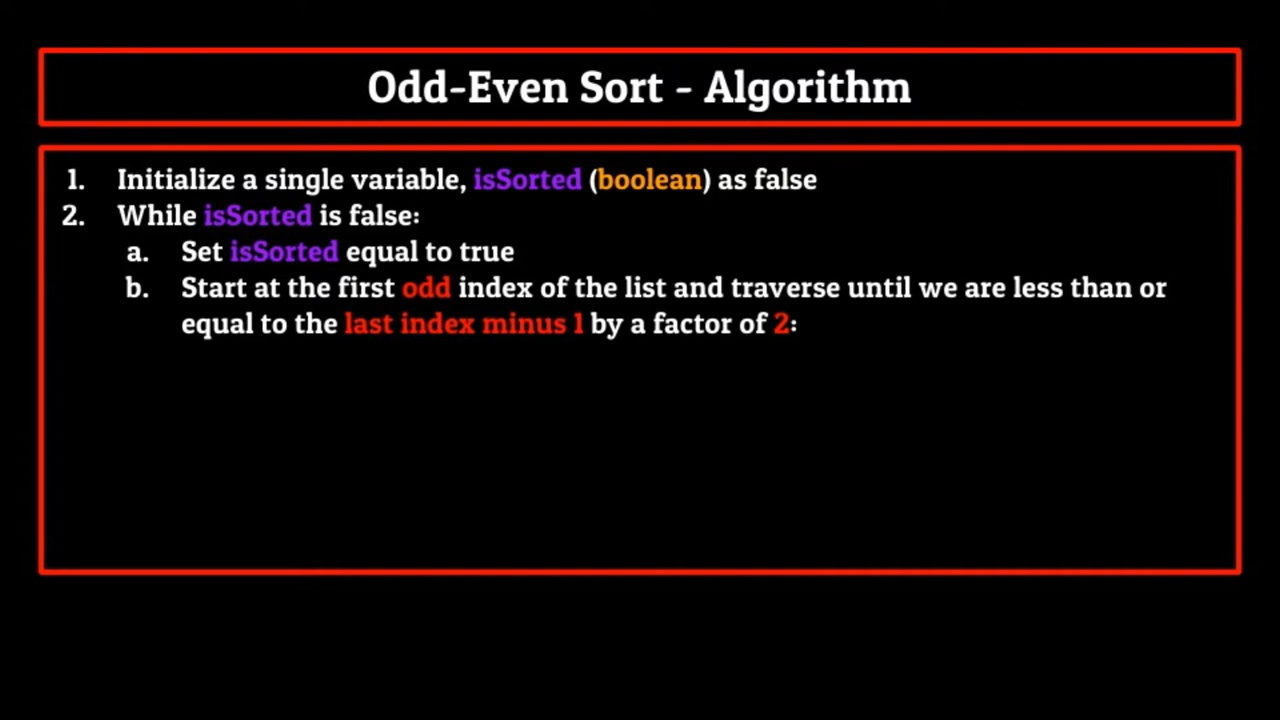 Odd-Even Sort - Algorithm
1. Initialize a single variable, isSorted (boolean) as false
2. While isSorted is false:
a. Set isSorted equal to true
b. Start at the first odd index of the list and traverse until we are less than or
equal to the last index minus 1 by a factor of 2: